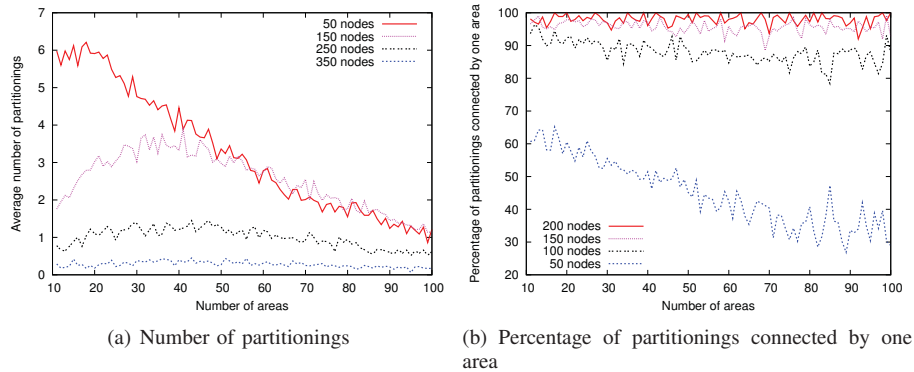 50 nodes
150 nodes
250 nodes
350 nodes
Average number of partitionings
7
6
5
4
3
2
1
0
10 20 30 40 50 60 70 80 90 100
Number of areas
(a) Number of partitionings
Percentage of partitionings connected by one area
100
90
80
70
60
50
40
30
20
200 nodes
150 nodes
100 nodes
50 nodes
10 20 30 40 50 60 70 80 90 100
Number of areas
(b) Percentage of partitionings connected by one
area